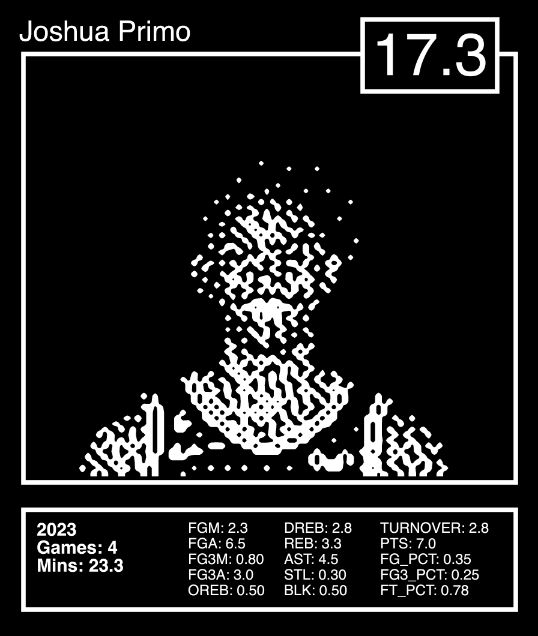 Joshua Primo
17.3
2023
Games: 4
Mins: 23.3
FGM: 2.3
FGA: 6.5
FG3M: 0.80
FG3A: 3.0
OREB: 0.50
DREB: 2.8
REB: 3.3
AST: 4.5
STL: 0.30
BLK: 0.50
TURNOVER: 2.8
PTS: 7.0
FG_PCT: 0.35
FG3_PCT: 0.25
FT_PCT: 0.78